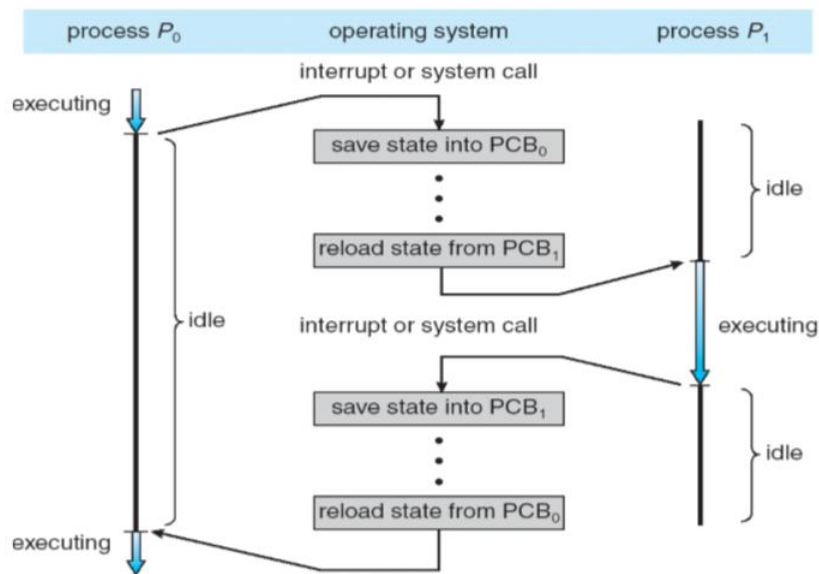 process P₀ operating system process P₁
interrupt or system call
executing
save state into PCB₀
idle
reload state from PCB₁
idle
interrupt or system call
executing
save state into PCB₁
idle
reload state from PCB₀
executing